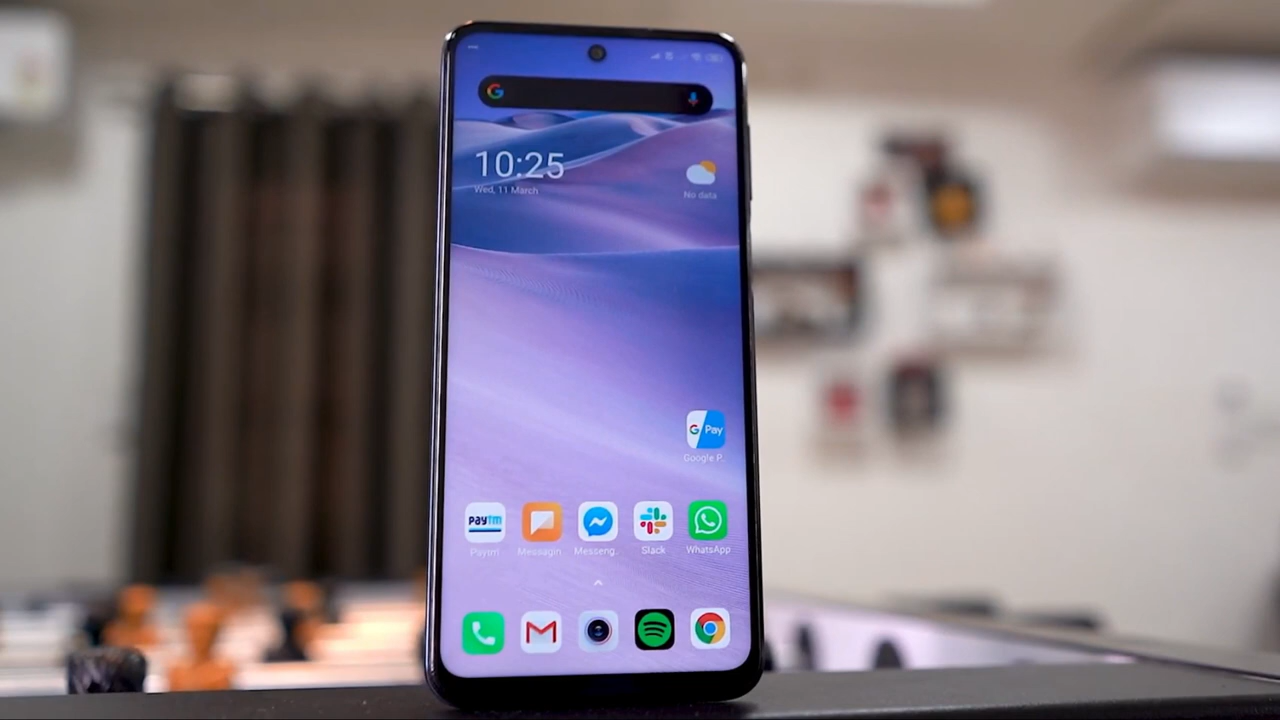 10:25
Wed, 11 March
No data
G Pay
Google P.
paytm
Paytm
Messagin
Messeng.
Slack
WhatsApp